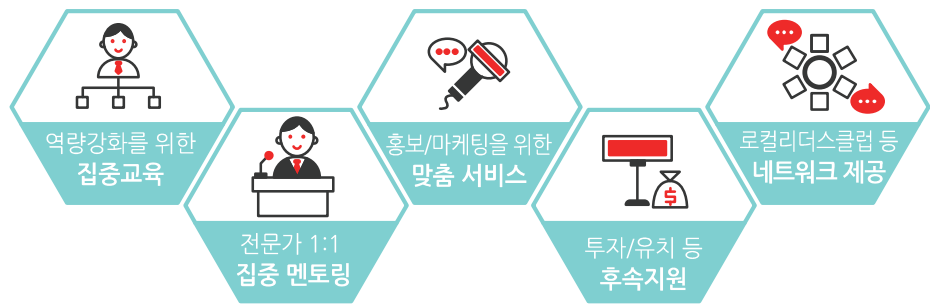 역량강화를 위한
집중교육
전문가 1:1
집중 멘토링
홍보/마케팅을 위한
맞춤 서비스
투자/유치 등
후속지원
로컬리더스클럽 등
네트워크 제공